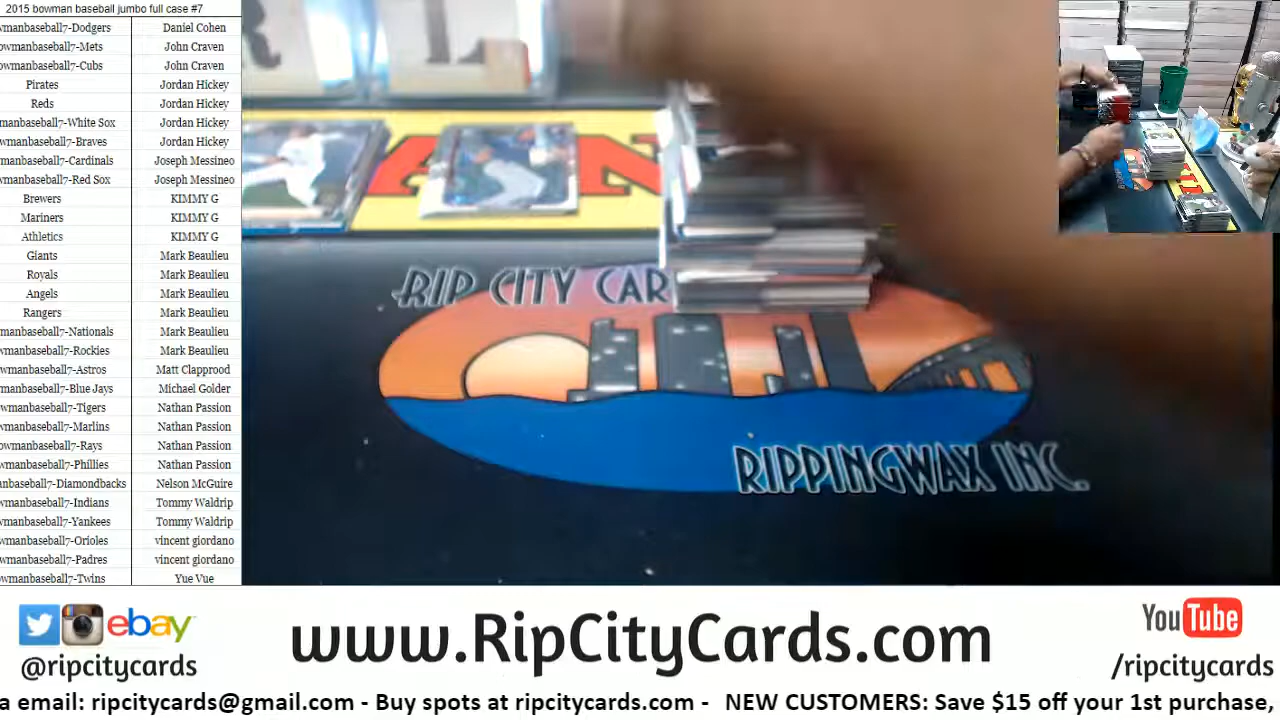 2015 bowman baseball jumbo full case #7
wmanbaseball7-Dodgers Daniel Cohen
owmanbaseball7-Mets John Craven
owmanbaseball7-Cubs John Craven
Pirates Jordan Hickey
Reds Jordan Hickey
manbaseball7-White Sox Jordan Hickey
wmanbaseball7-Braves Jordan Hickey
manbaseball7-Cardinals Joseph Messineo
wmanbaseball7-Red Sox Joseph Messineo
Brewers KIMMY G
Mariners KIMMY G
Athletics KIMMY G
Giants Mark Beaulieu
Royals Mark Beaulieu
Angels Mark Beaulieu
Rangers Mark Beaulieu
manbaseball7-Nationals Mark Beaulieu
wmanbaseball7-Rockies Mark Beaulieu
wmanbaseball7-Astros Matt Clapprood
manbaseball7-Blue Jays Michael Golder
wmanbaseball7-Tigers Nathan Passion
wmanbaseball7-Marlins Nathan Passion
owmanbaseball7-Rays Nathan Passion
wmanbaseball7-Phillies Nathan Passion
anbaseball7-Diamondbacks Nelson McGuire
wmanbaseball7-Indians Tommy Waldrip
wmanbaseball7-Yankees Tommy Waldrip
wmanbaseball7-Orioles vincent giordano
wmanbaseball7-Padres vincent giordano
wmanbaseball7-Twins Yue Vue
RIP CITY CAR
RIPPINGWAX INC.
ebay
@ripcitycards
www.RipCityCards.com
YouTube
/ripcitycards
a email: ripcitycards@gmail.com - Buy spots at ripcitycards.com - NEW CUSTOMERS: Save $15 off your 1st purchase,